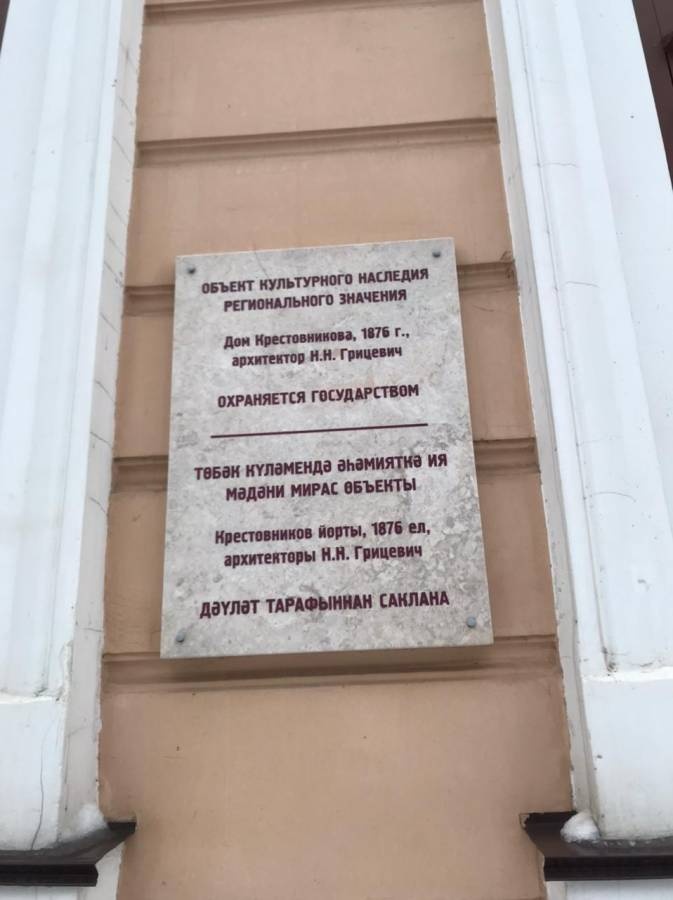 ОБЪЕКТ КУЛЬТУРНОГО НАСЛЕДИЯ
РЕГИОНАЛЬНОГО ЗНАЧЕНИЯ
Дом Крестовникова, 1876 г.,
архитектор Н.Н. Грицевич
ОХРАНЯЕТСЯ ГОСУДАРСТВОМ
ТӨБӘК КҮЛӘМЕНДӘ ӘҺӘМИЯТКӘ ИЯ
МӘДӘНИ МИРАС ОБЪЕКТЫ
Крестовников йорты, 1876 ел,
архитекторы Н.Н. Грицевич
ДӘҮЛӘТ ТАРАФЫННАН САКЛАНА